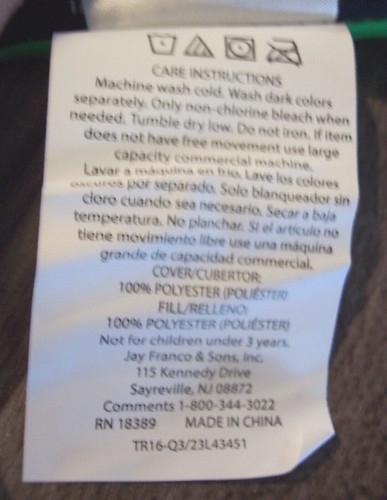 CARE INSTRUCTIONS
Machine wash cold. Wash dark colors
separately. Only non-chlorine bleach when
needed. Tumble dry low. Do not iron. If item
does not have free movement use large
capacity commercial machine.
Lavar a máquina en frío. Lave los colores
oscuros por separado. Solo blanqueador sin
cloro cuando sea necesario. Secar a baja
temperatura. No planchar. Si el artículo no
tiene movimiento libre use una máquina
grande de capacidad commercial.
COVER/CUBERTOR:
100% POLYESTER (POLIÉSTER)
FILL/RELLENO:
100% POLYESTER (POLIÉSTER)
Not for children under 3 years.
Jay Franco & Sons, Inc.
115 Kennedy Drive
Sayreville, NJ 08872
Comments 1-800-344-3022
RN 18389 MADE IN CHINA
TR16-Q3/23L43451